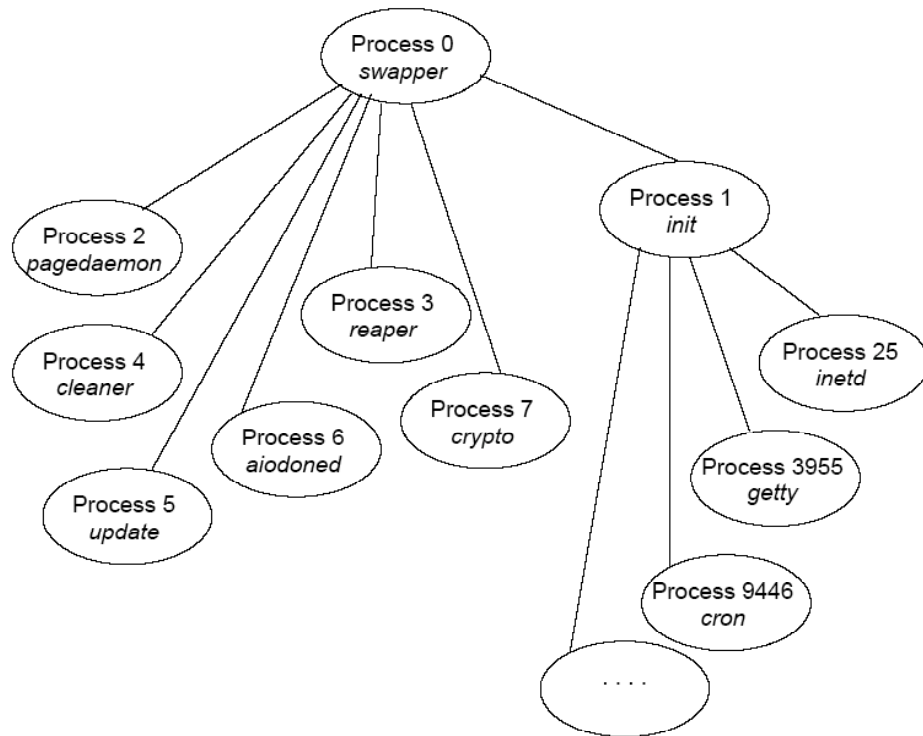 Process 0
swapper
Process 1
init
Process 2
pagedaemon
Process 3
reaper
Process 25
inetd
Process 4
cleaner
Process 7
crypto
Process 6
aiodoned
Process 3955
getty
Process 5
update
Process 9446
cron
. . . .